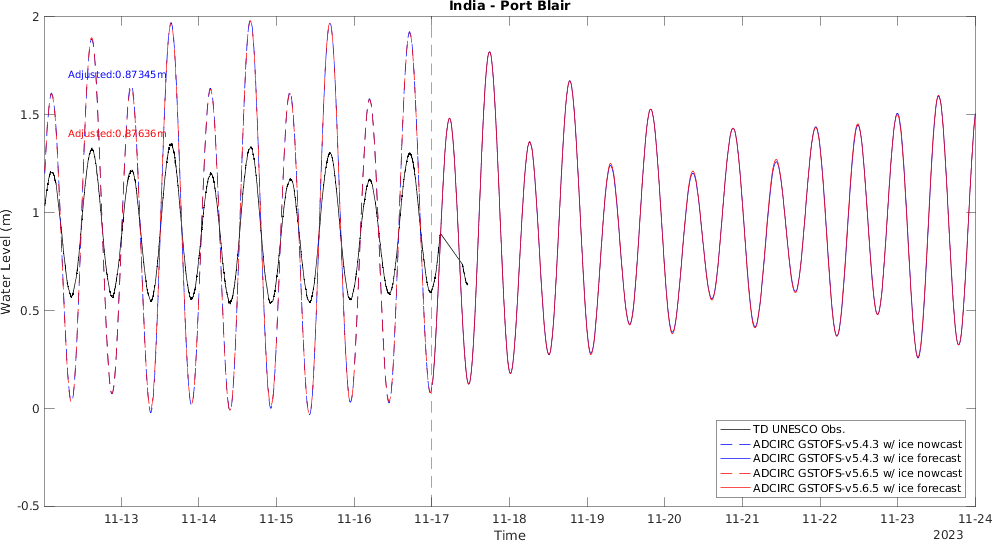 India - Port Blair
2
1.5
1
0.5
0
-0.5
Water Level (m)
Adjusted:0.87345m
Adjusted:0.87636m
TD UNESCO Obs.
ADCIRC GSTOFS-v5.4.3 w/ ice nowcast
ADCIRC GSTOFS-v5.4.3 w/ ice forecast
ADCIRC GSTOFS-v5.6.5 w/ ice nowcast
ADCIRC GSTOFS-v5.6.5 w/ ice forecast
11-13 11-14 11-15 11-16 11-17 11-18 11-19 11-20 11-21 11-22 11-23 11-24
Time
2023